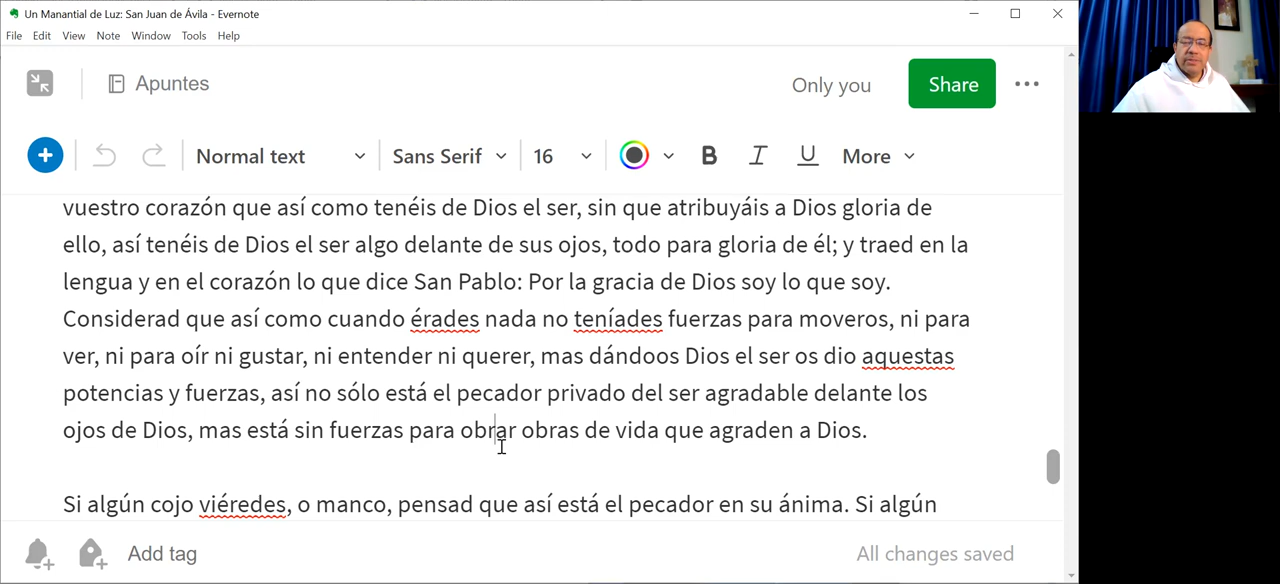 Un Manantial de Luz: San Juan de Ávila - Evernote
File Edit View Note Window Tools Help
Apuntes
Only you
Share
Normal text
Sans Serif
16
B I U More
vuestro corazón que así como tenéis de Dios el ser, sin que atribuyáis a Dios gloria de
ello, así tenéis de Dios el ser algo delante de sus ojos, todo para gloria de él; y traed en la
lengua y en el corazón lo que dice San Pablo: Por la gracia de Dios soy lo que soy.
Considerad que así como cuando érades nada no teníades fuerzas para moveros, ni para
ver, ni para oír ni gustar, ni entender ni querer, mas dándoos Dios el ser os dio aquestas
potencias y fuerzas, así no sólo está el pecador privado del ser agradable delante los
ojos de Dios, mas está sin fuerzas para obrar obras de vida que agraden a Dios.
Si algún cojo viéredes, o manco, pensad que así está el pecador en su ánima. Si algún
Add tag
All changes saved